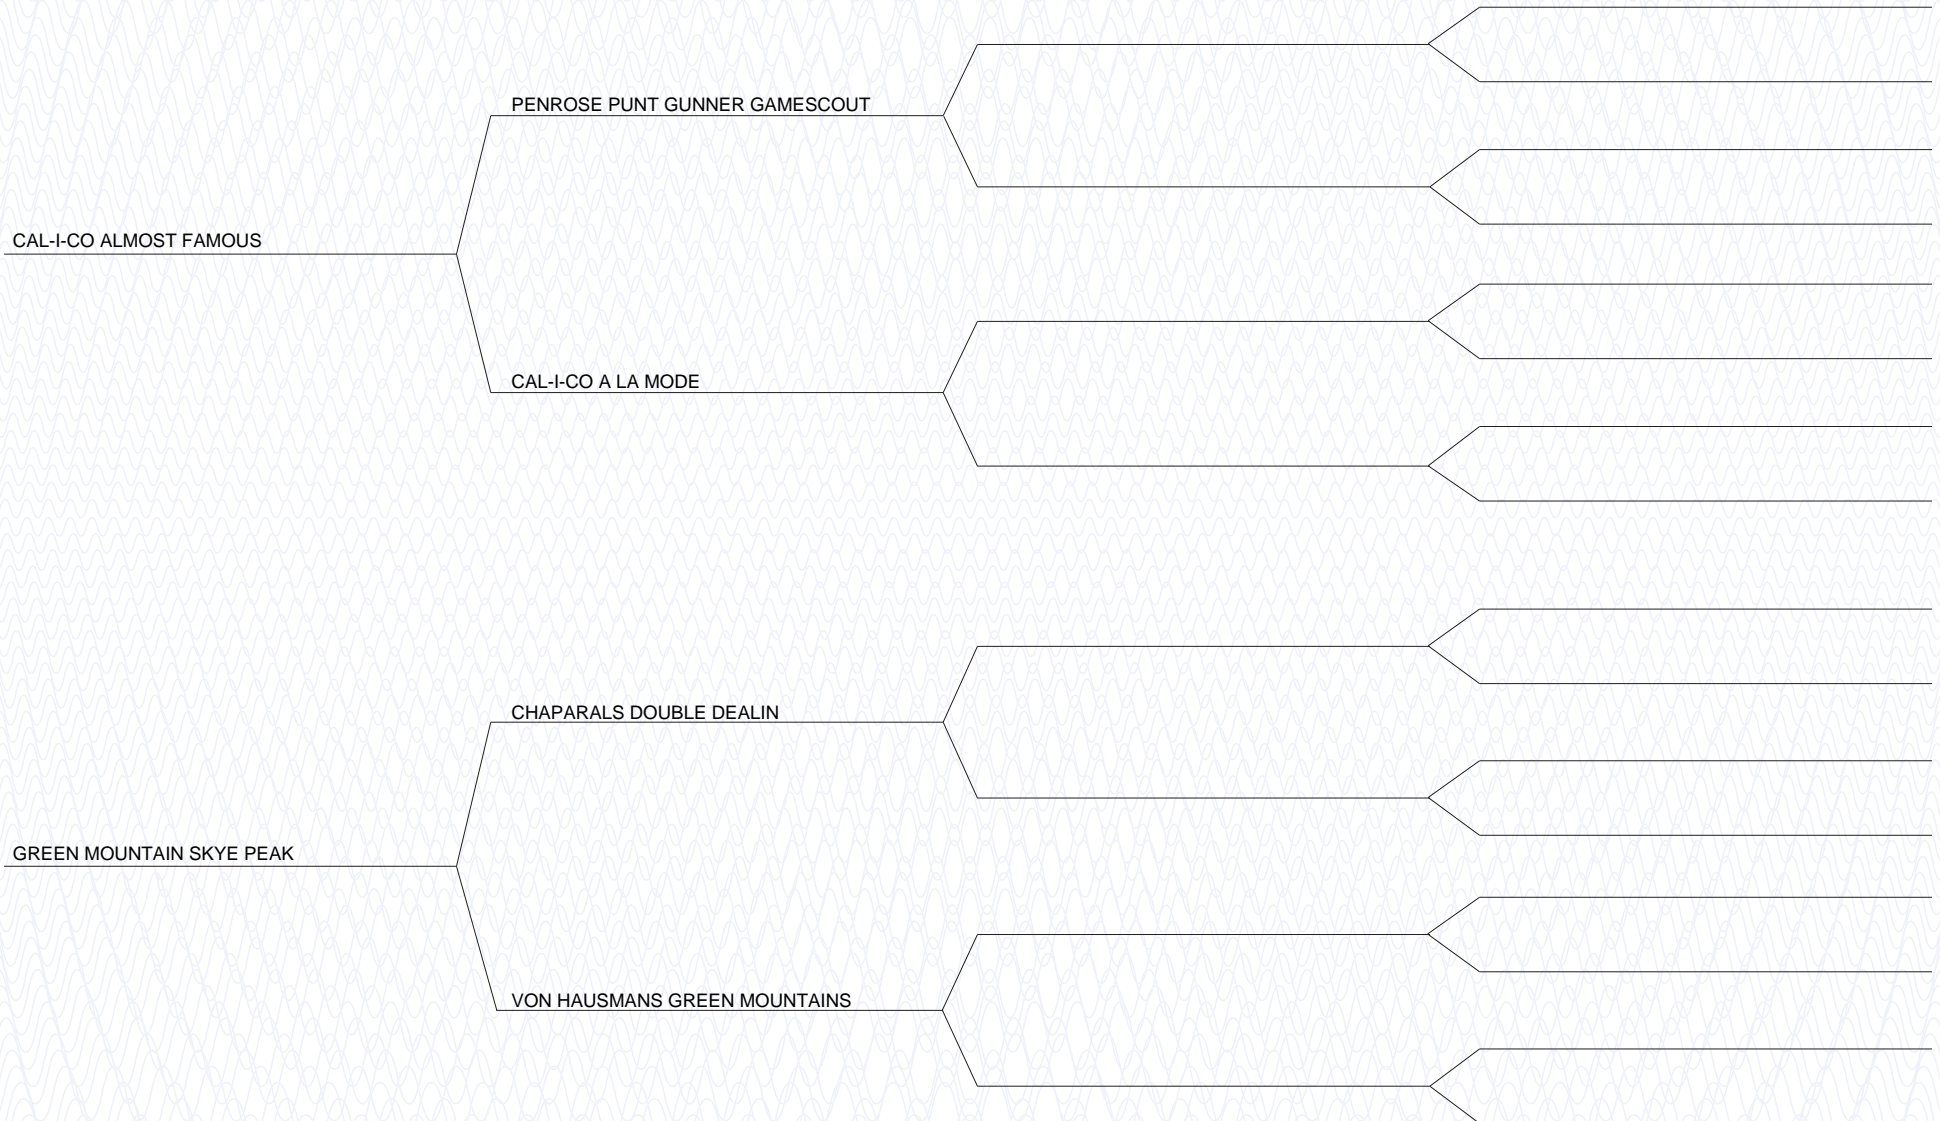 PENROSE PUNT GUNNER GAMESCOUT
CAL-I-CO ALMOST FAMOUS
CAL-I-CO A LA MODE
CHAPARALS DOUBLE DEALIN
GREEN MOUNTAIN SKYE PEAK
VON HAUSMANS GREEN MOUNTAINS